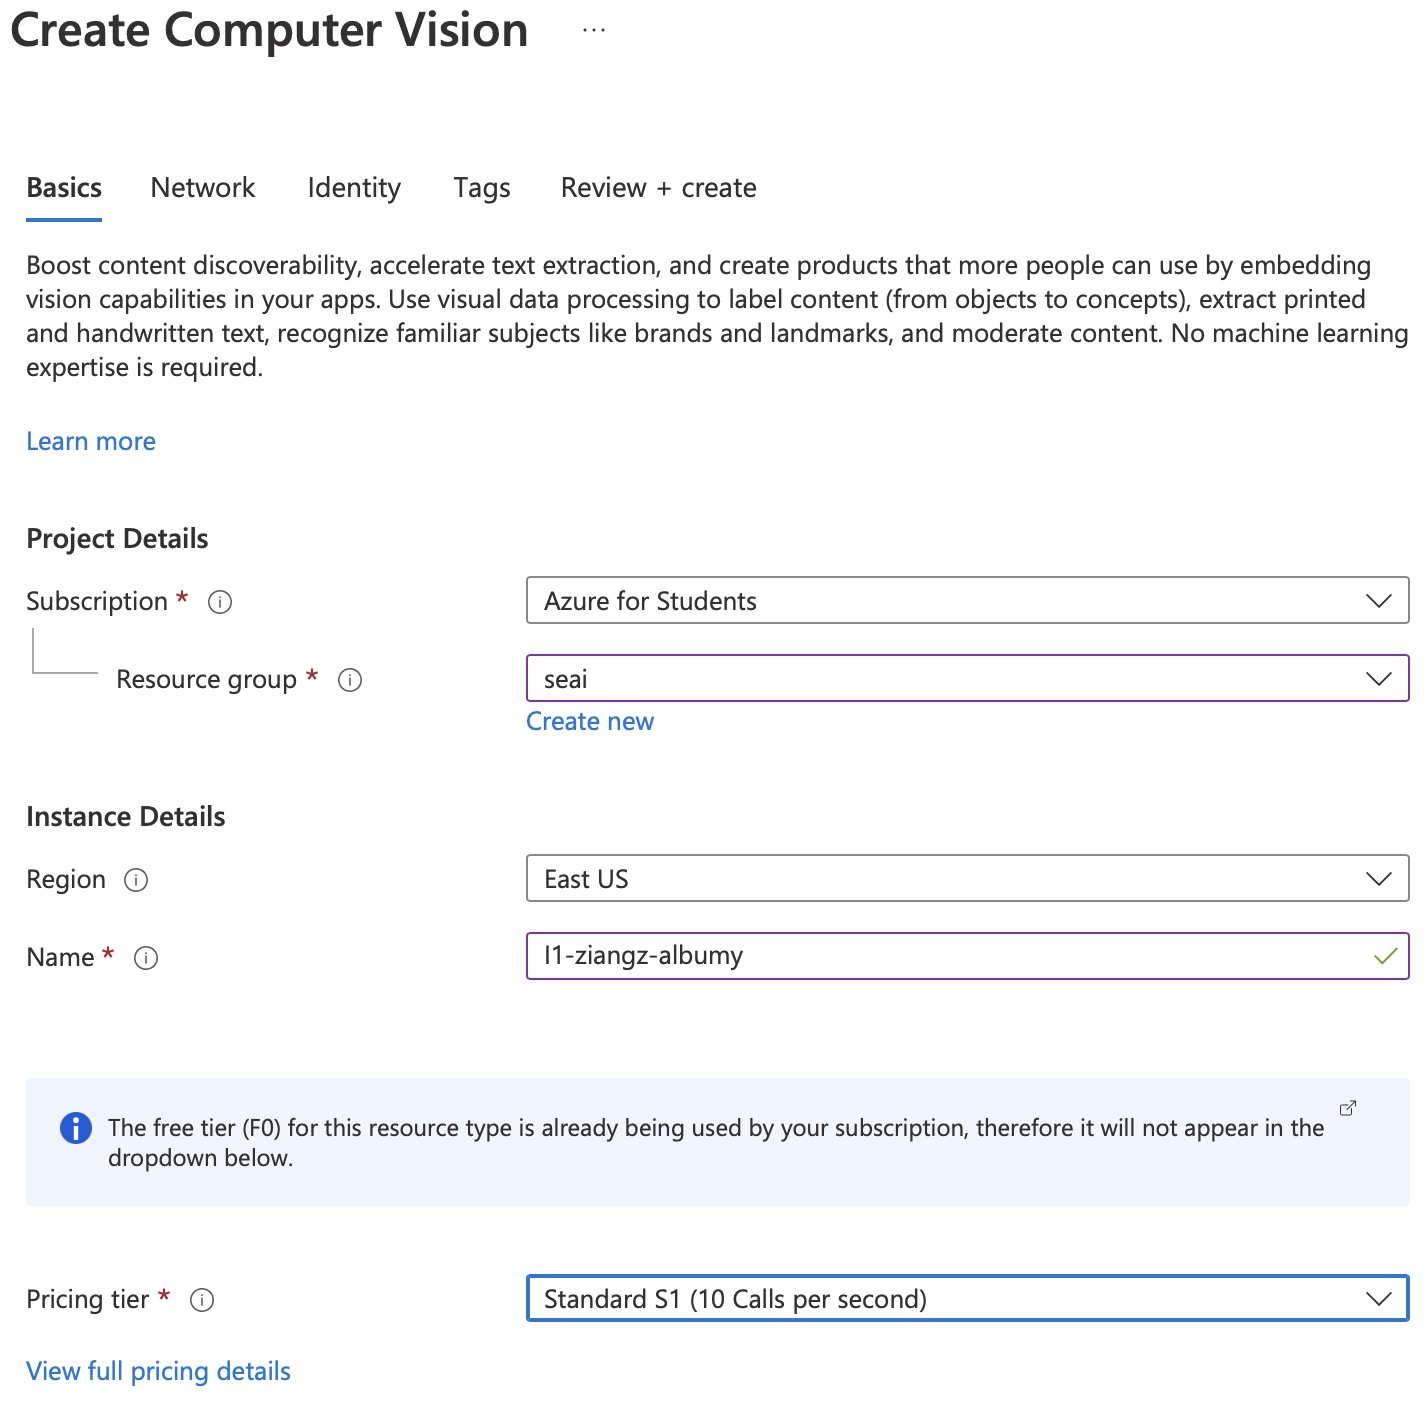 Create Computer Vision ...
Basics Network Identity Tags Review + create
Boost content discoverability, accelerate text extraction, and create products that more people can use by embedding
vision capabilities in your apps. Use visual data processing to label content (from objects to concepts), extract printed
and handwritten text, recognize familiar subjects like brands and landmarks, and moderate content. No machine learning
expertise is required.
Learn more
Project Details
Subscription * Azure for Students
Resource group * seai
Create new
Instance Details
Region East US
Name * I1-ziangz-albumy
The free tier (F0) for this resource type is already being used by your subscription, therefore it will not appear in the
dropdown below.
Pricing tier * Standard S1 (10 Calls per second)
View full pricing details